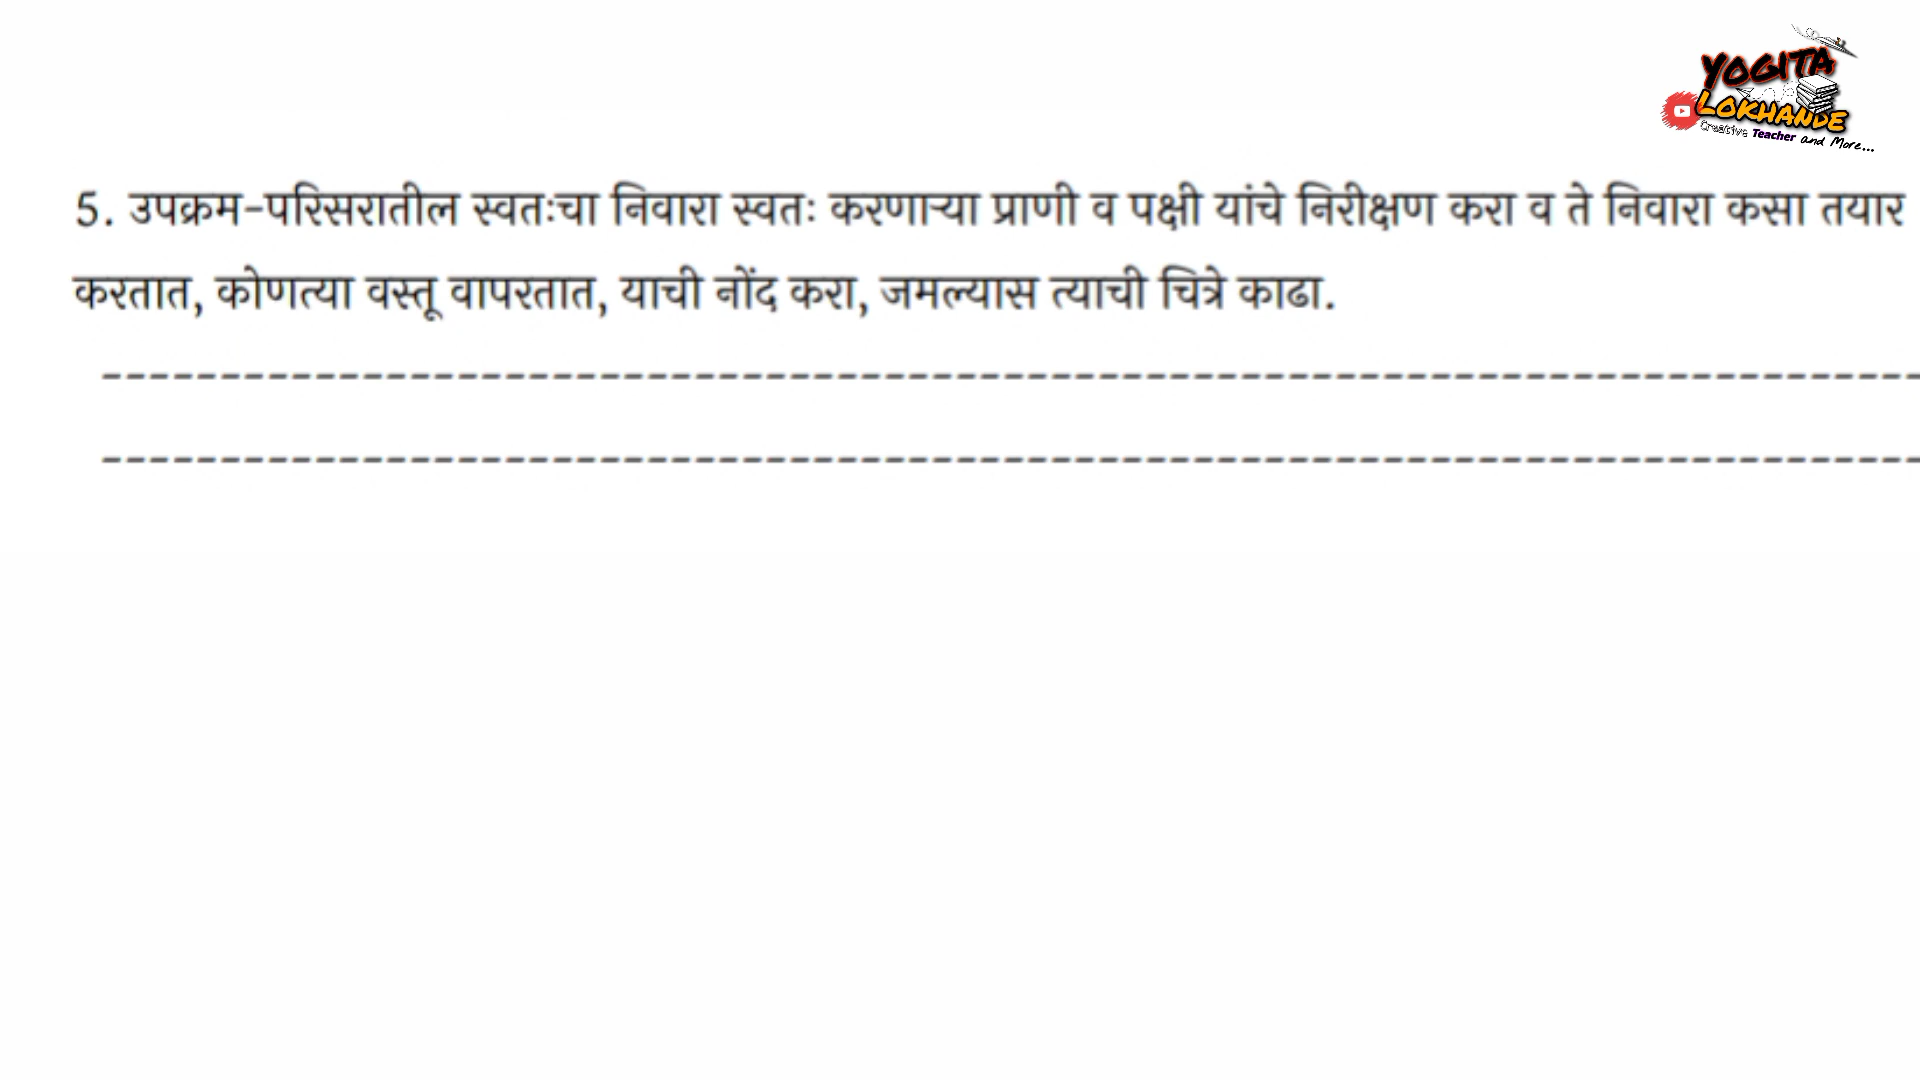 YOGITA
LOKHANDE
Creative Teacher and More...
5. उपक्रम-परिसरातील स्वतःचा निवारा स्वतः करणाऱ्या प्राणी व पक्षी यांचे निरीक्षण करा व ते निवारा कसा तयार
करतात, कोणत्या वस्तू वापरतात, याची नोंद करा, जमल्यास त्याची चित्रे काढा.